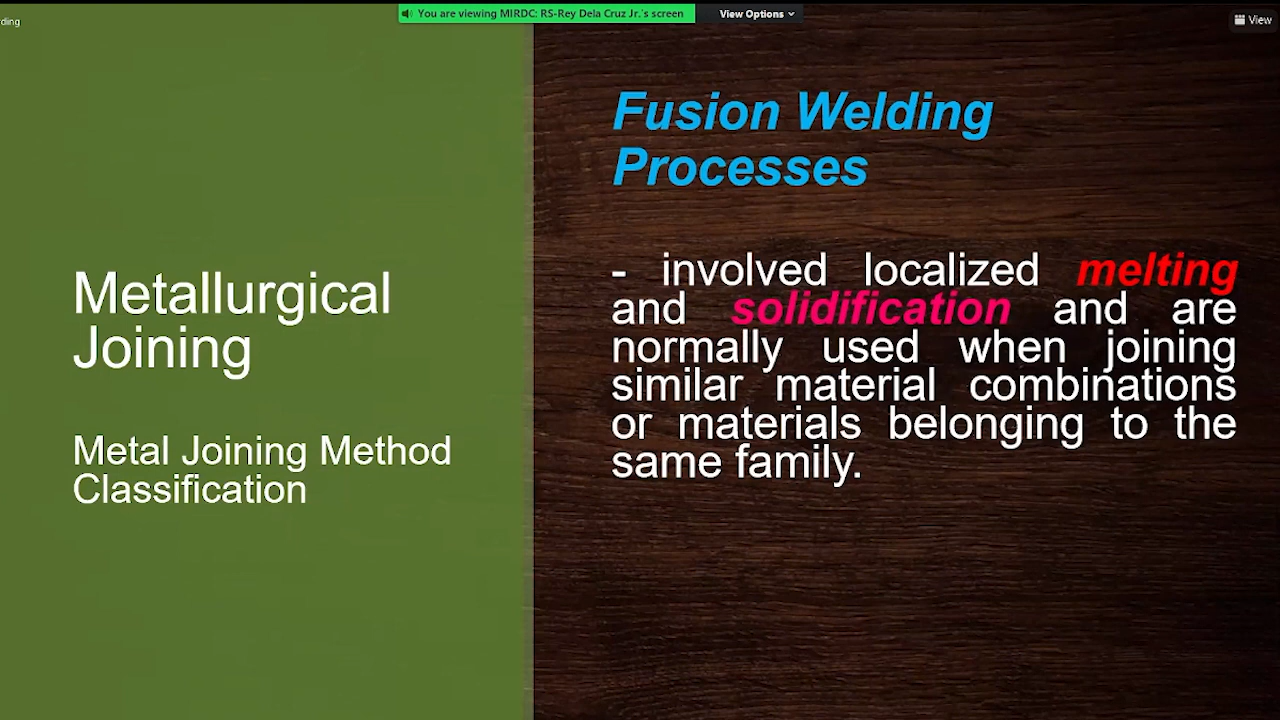 ding
You are viewing MIRDC: RS-Rey Dela Cruz Jr.'s screen
View Options
View
Metallurgical
Joining
Metal Joining Method
Classification
Fusion Welding
Processes
- involved localized melting
and solidification and are
normally used when joining
similar material combinations
or materials belonging to the
same family.